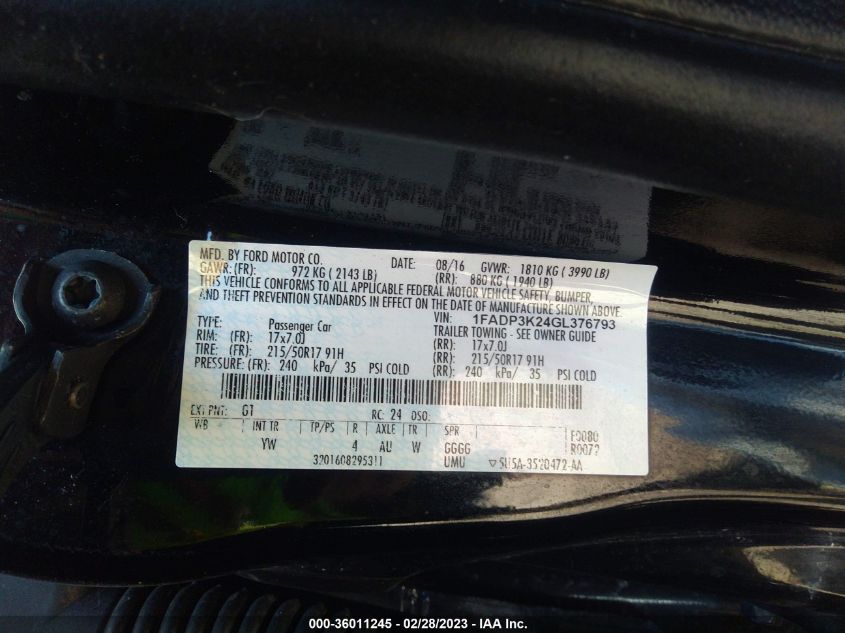 MFD. BY FORD MOTOR CO. DATE: 08/16 GVWR: 1810 KG ( 3990 LB)
GAWR:(FR): 972 KG ( 2143 LB) (RR): 880 KG ( 1940 LB)
THIS VEHICLE CONFORMS TO ALL APPLICABLE FEDERAL MOTOR VEHICLE SAFETY, BUMPER,
AND THEFT PREVENTION STANDARDS IN EFFECT ON THE DATE OF MANUFACTURE SHOWN ABOVE.
VIN: 1FADP3K24GL376793
TYPE: Passenger Car TRAILER TOWING - SEE OWNER GUIDE
RIM: (FR): 17x7.0J (RR): 17x7.0J
TIRE: (FR): 215/50R17 91H (RR): 215/50R17 91H
PRESSURE: (FR): 240 kPa/ 35 PSI COLD (RR): 240 kPa/ 35 PSI COLD
EXT PNT: G1 RC: 24 DSO:
WB INT TR TP/PS R AXLE TR SPR F0080
YW 4 AU W GGGG R0072
3201608295311 UMU 5U5A-3520472-AA
000-36011245 - 02/28/2023 - IAA Inc.